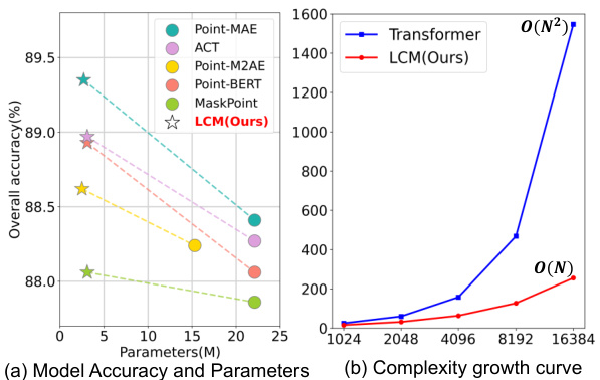 Overall accuracy(%)
89.5
89.0
88.5
88.0
Point-MAE
ACT
Point-M2AE
Point-BERT
MaskPoint
LCM(Ours)
0 5 10 15 20 25
Parameters(M)
(a) Model Accuracy and Parameters
1600
1400
1200
1000
800
600
400
200
0
Transformer
LCM(Ours)
O(N²)
O(N)
1024 2048 4096 8192 16384
(b) Complexity growth curve